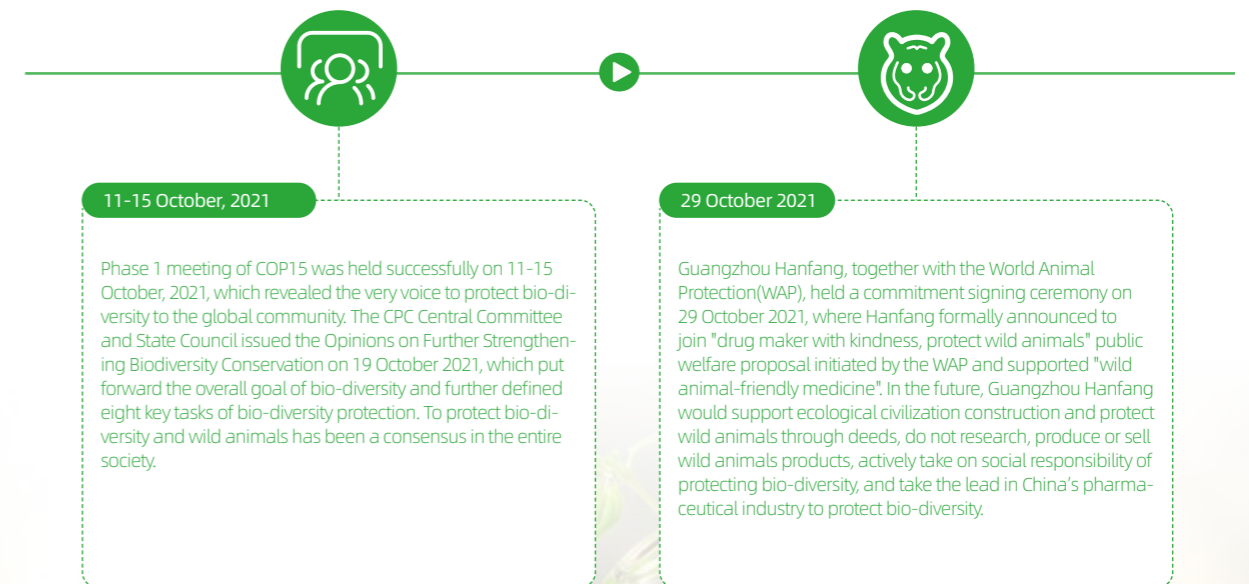 11-15 October, 2021
Phase 1 meeting of COP15 was held successfully on 11-15
October, 2021, which revealed the very voice to protect bio-di-
versity to the global community. The CPC Central Committee
and State Council issued the Opinions on Further Strengthen-
ing Biodiversity Conservation on 19 October 2021, which put
forward the overall goal of bio-diversity and further defined
eight key tasks of bio-diversity protection. To protect bio-di-
versity and wild animals has been a consensus in the entire
society.
29 October 2021
Guangzhou Hanfang, together with the World Animal
Protection(WAP), held a commitment signing ceremony on
29 October 2021, where Hanfang formally announced to
join "drug maker with kindness, protect wild animals" public
welfare proposal initiated by the WAP and supported "wild
animal-friendly medicine". In the future, Guangzhou Hanfang
would support ecological civilization construction and protect
wild animals through deeds, do not research, produce or sell
wild animals products, actively take on social responsibility of
protecting bio-diversity, and take the lead in China’s pharma-
ceutical industry to protect bio-diversity.